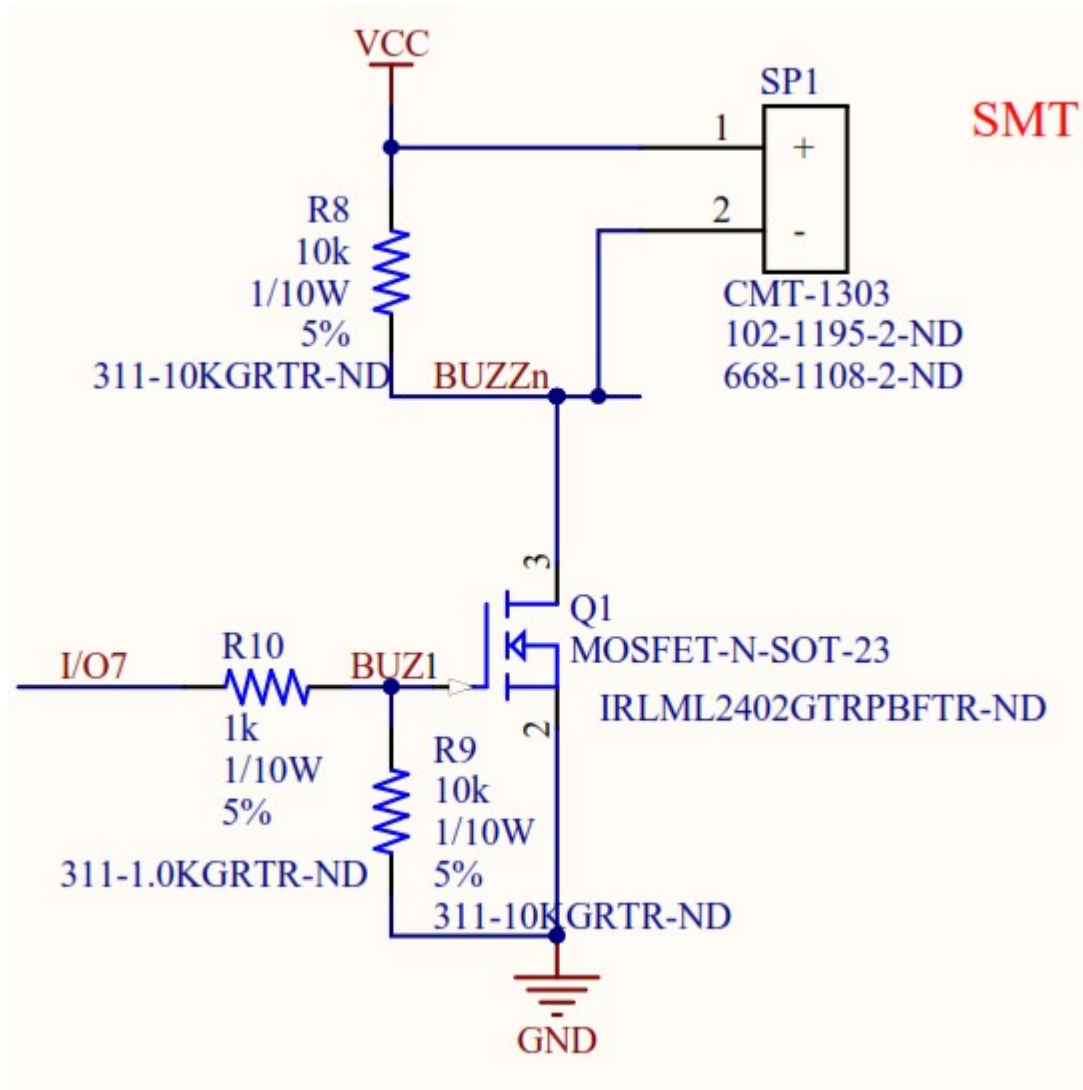 VCC
SP1
SMT
1
+
2
-
R8
10k
1/10W
5%
311-10KGRTR-ND
CMT-1303
102-1195-2-ND
668-1108-2-ND
BUZZn
3
Q1
MOSFET-N-SOT-23
IRLML2402GTRPBFTR-ND
I/O7
R10
1k
1/10W
5%
311-1.0KGRTR-ND
BUZ
1
2
R9
10k
1/10W
5%
311-10KGRTR-ND
GND